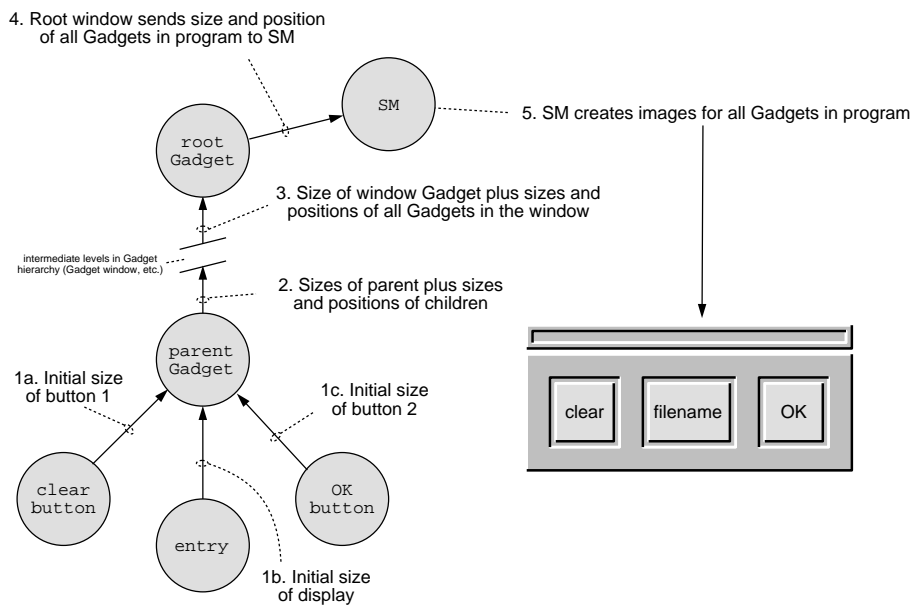 4. Root window sends size and position
of all Gadgets in program to SM
SM
5. SM creates images for all Gadgets in program
root
Gadget
3. Size of window Gadget plus sizes and
positions of all Gadgets in the window
intermediate levels in Gadget
hierarchy (Gadget window, etc.)
2. Sizes of parent plus sizes
and positions of children
parent
Gadget
1a. Initial size
of button 1
1c. Initial size
of button 2
clear
filename
OK
clear
button
OK
button
entry
1b. Initial size
of display